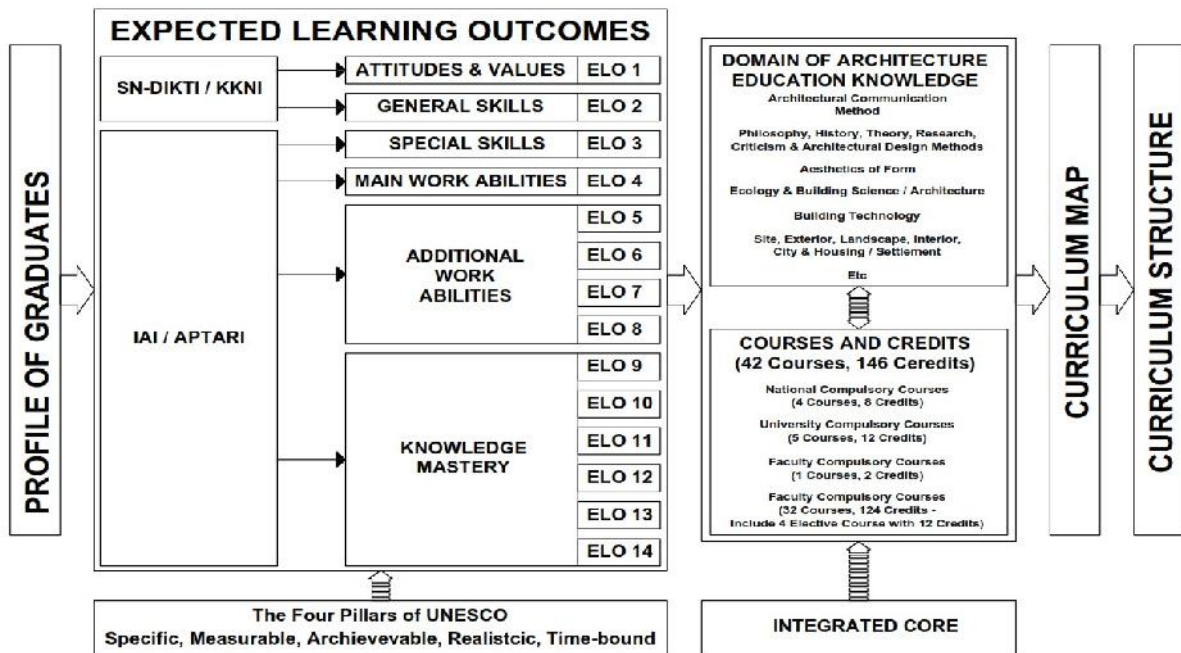 PROFILE OF GRADUATES
EXPECTED LEARNING OUTCOMES
SN-DIKTI / KKNI
ATTITUDES & VALUES
ELO 1
GENERAL SKILLS
ELO 2
IAI / APTARI
SPECIAL SKILLS
ELO 3
MAIN WORK ABILITIES
ELO 4
ADDITIONAL
WORK
ABILITIES
ELO 5
ELO 6
ELO 7
ELO 8
KNOWLEDGE
MASTERY
ELO 9
ELO 10
ELO 11
ELO 12
ELO 13
ELO 14
The Four Pillars of UNESCO
Specific, Measurable, Archievevable, Realistcic, Time-bound
DOMAIN OF ARCHITECTURE
EDUCATION KNOWLEDGE
Architectural Communication
Method
Philosophy, History, Theory, Research,
Criticism & Architectural Design Methods
Aesthetics of Form
Ecology & Building Science / Architecture
Building Technology
Site, Exterior, Landscape, Interior,
City & Housing / Settlement
Etc
COURSES AND CREDITS
(42 Courses, 146 Ceredits)
National Compulsory Courses
(4 Courses, 8 Credits)
University Compulsory Courses
(5 Courses, 12 Credits)
Faculty Compulsory Courses
(1 Courses, 2 Credits)
Faculty Compulsory Courses
(32 Courses, 124 Credits -
Include 4 Elective Course with 12 Credits)
INTEGRATED CORE
CURRICULUM MAP
CURRICULUM STRUCTURE